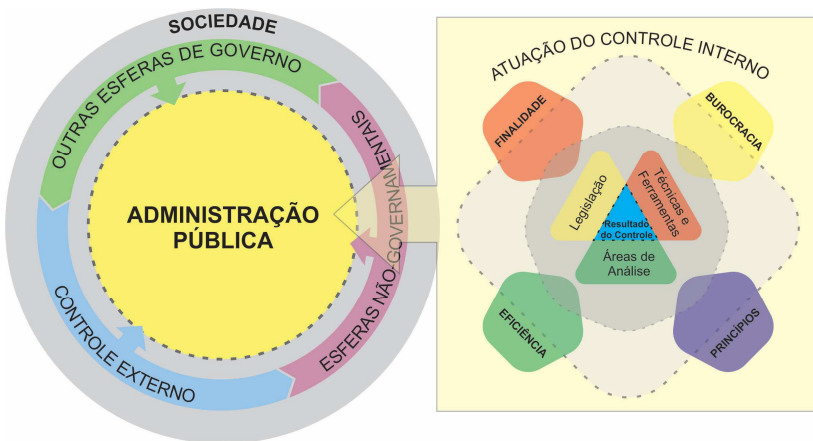 SOCIEDADE
OUTRAS ESFERAS DE GOVERNO
ESFERAS NÃO-GOVERNAMENTAIS
CONTROLE EXTERNO
ADMINISTRAÇÃO
PÚBLICA
ATUAÇÃO DO CONTROLE INTERNO
FINALIDADE
BUROCRACIA
Legislação
Técnicas e
Ferramentas
Resultado
do Controle
Áreas de
Análise
EFICIÊNCIA
PRINCÍPIOS